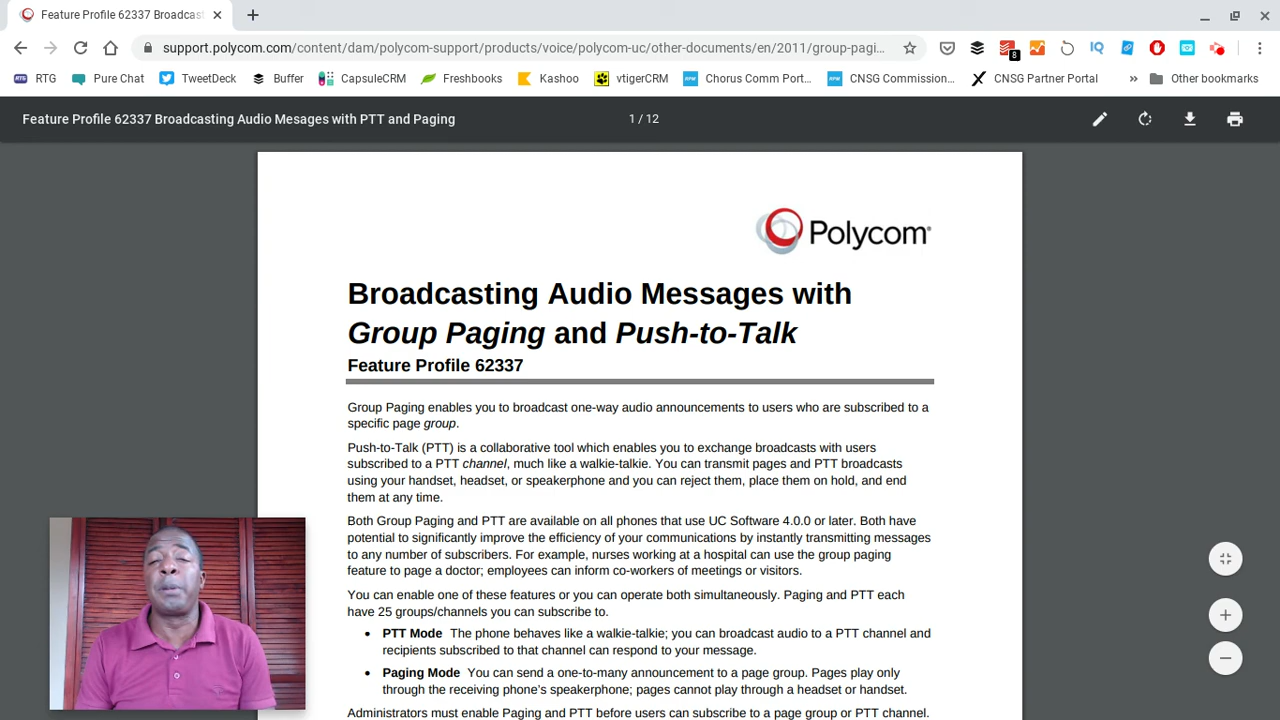 Feature Profile 62337 Broadcast
support.polycom.com/content/dam/polycom-support/products/voice/polycom-uc/other-documents/en/2011/group-pagi...
8
RTG Pure Chat TweetDeck Buffer CapsuleCRM Freshbooks Kashoo vtigerCRM Chorus Comm Port... CNSG Commission... CNSG Partner Portal » Other bookmarks
Feature Profile 62337 Broadcasting Audio Mesages with PTT and Paging 1 / 12
Polycom®
Broadcasting Audio Messages with
Group Paging and Push-to-Talk
Feature Profile 62337
Group Paging enables you to broadcast one-way audio announcements to users who are subscribed to a
specific page group.
Push-to-Talk (PTT) is a collaborative tool which enables you to exchange broadcasts with users
subscribed to a PTT channel, much like a walkie-talkie. You can transmit pages and PTT broadcasts
using your handset, headset, or speakerphone and you can reject them, place them on hold, and end
them at any time.
Both Group Paging and PTT are available on all phones that use UC Software 4.0.0 or later. Both have
potential to significantly improve the efficiency of your communications by instantly transmitting messages
to any number of subscribers. For example, nurses working at a hospital can use the group paging
feature to page a doctor; employees can inform co-workers of meetings or visitors.
You can enable one of these features or you can operate both simultaneously. Paging and PTT each
have 25 groups/channels you can subscribe to.
• PTT Mode The phone behaves like a walkie-talkie; you can broadcast audio to a PTT channel and
recipients subscribed to that channel can respond to your message.
• Paging Mode You can send a one-to-many announcement to a page group. Pages play only
through the receiving phone's speakerphone; pages cannot play through a headset or handset.
Administrators must enable Paging and PTT before users can subscribe to a page group or PTT channel.